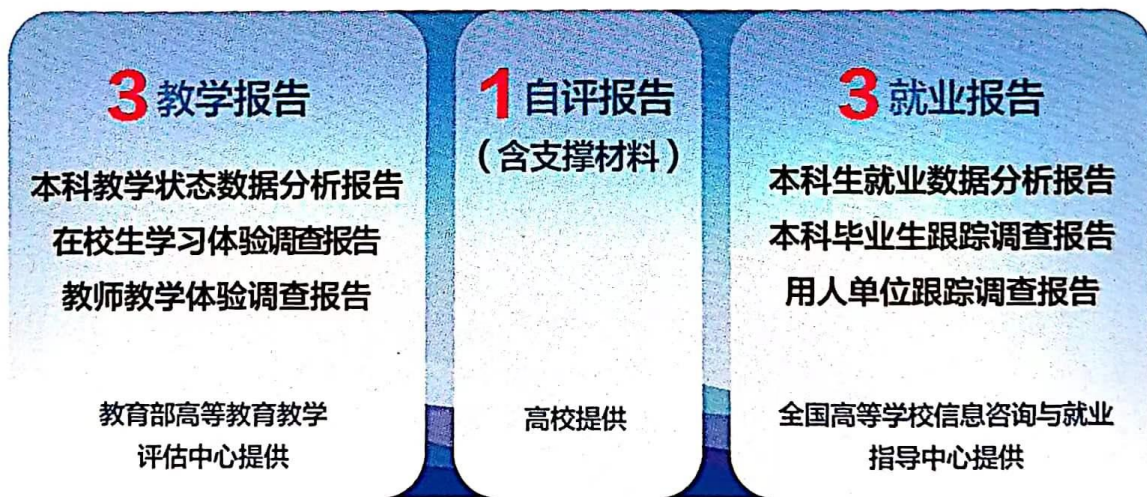 3 教学报告
本科教学状态数据分析报告
在校生学习体验调查报告
教师教学体验调查报告
教育部高等教育教学
评估中心提供
1 自评报告
（含支撑材料）
高校提供
3 就业报告
本科生就业数据分析报告
本科毕业生跟踪调查报告
用人单位跟踪调查报告
全国高等学校信息咨询与就业
指导中心提供